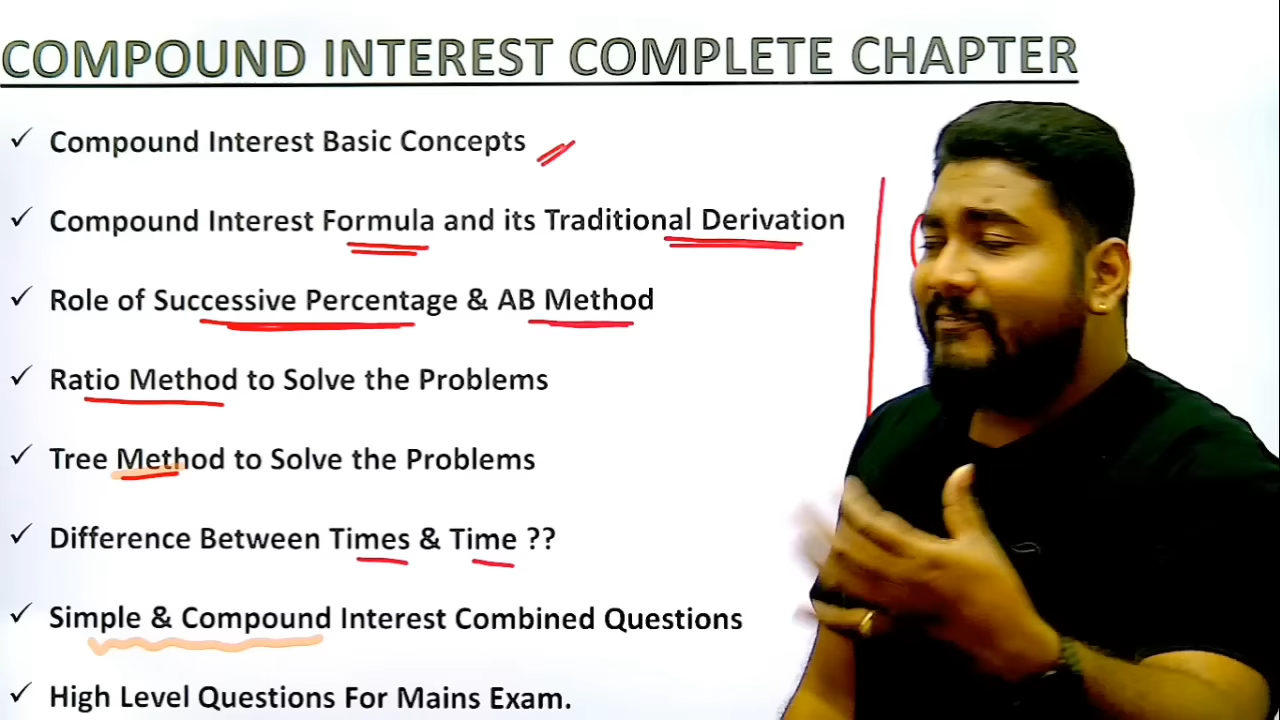 COMPOUND INTEREST COMPLETE CHAPTER
✓ Compound Interest Basic Concepts
✓ Compound Interest Formula and its Traditional Derivation
✓ Role of Successive Percentage & AB Method
✓ Ratio Method to Solve the Problems
✓ Tree Method to Solve the Problems
✓ Difference Between Times & Time ??
✓ Simple & Compound Interest Combined Questions
✓ High Level Questions For Mains Exam.